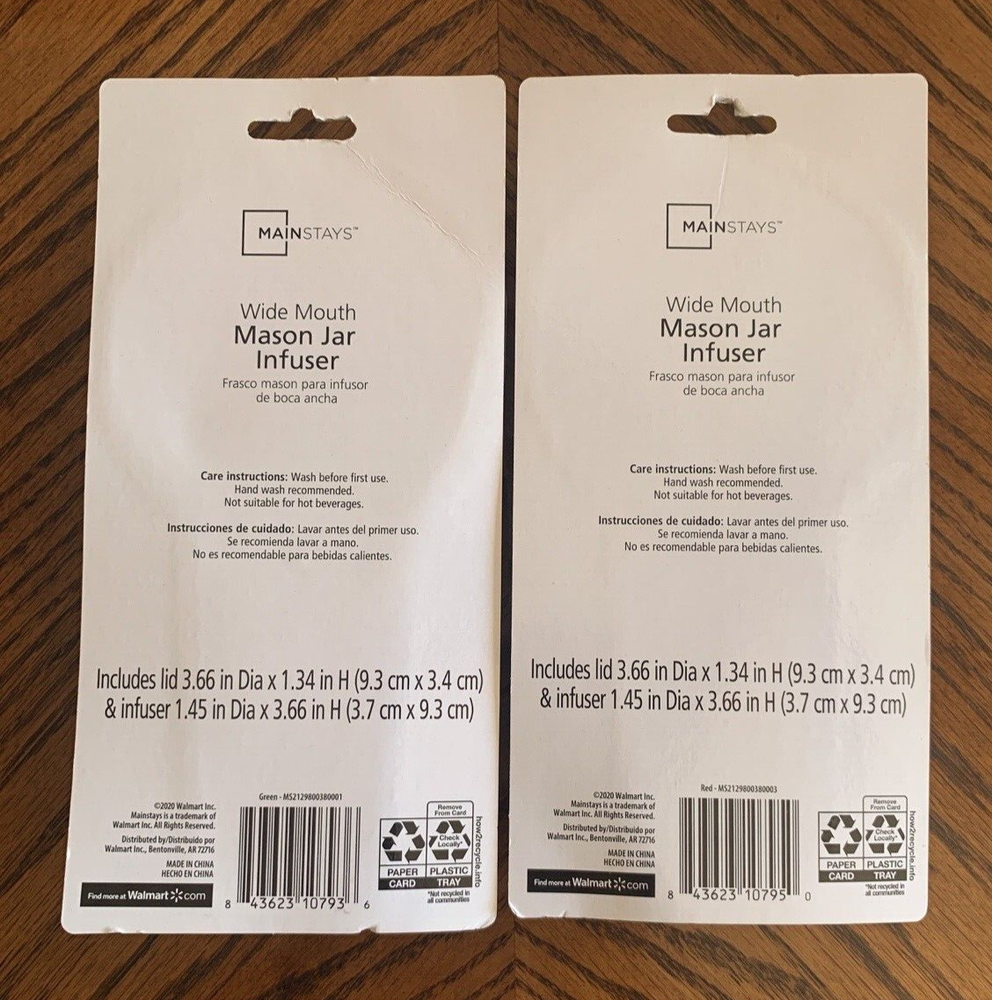 MAINSTAYS™
Wide Mouth
Mason Jar
Infuser
Frasco mason para infusor
de boca ancha
Care instructions: Wash before first use.
Hand wash recommended.
Not suitable for hot beverages.
Instrucciones de cuidado: Lavar antes del primer uso.
Se recomienda lavar a mano.
No es recomendable para bebidas calientes.
Includes lid 3.66 in Dia x 1.34 in H (9.3 cm x 3.4 cm)
& infuser 1.45 in Dia x 3.66 in H (3.7 cm x 9.3 cm)
©2020 Walmart Inc.
Mainstays is a trademark of
Walmart Inc. All Rights Reserved.
Distributed by/Distribuido por
Walmart Inc., Bentonville, AR 72716
MADE IN CHINA
HECHO EN CHINA
Find more at Walmart.com
Green - MS2129800380001
8 43623 10793 6
Remove
From Card
Check
Locally*
PAPER PLASTIC
CARD TRAY
*Not recycled in
all communities
how2recycle.info
MAINSTAYS™
Wide Mouth
Mason Jar
Infuser
Frasco mason para infusor
de boca ancha
Care instructions: Wash before first use.
Hand wash recommended.
Not suitable for hot beverages.
Instrucciones de cuidado: Lavar antes del primer uso.
Se recomienda lavar a mano.
No es recomendable para bebidas calientes.
Includes lid 3.66 in Dia x 1.34 in H (9.3 cm x 3.4 cm)
& infuser 1.45 in Dia x 3.66 in H (3.7 cm x 9.3 cm)
©2020 Walmart Inc.
Mainstays is a trademark of
Walmart Inc. All Rights Reserved.
Distributed by/Distribuido por
Walmart Inc., Bentonville, AR 72716
MADE IN CHINA
HECHO EN CHINA
Find more at Walmart.com
Red - MS2129800380003
8 43623 10795 0
Remove
From Card
Check
Locally*
PAPER PLASTIC
CARD TRAY
*Not recycled in
all communities
how2recycle.info